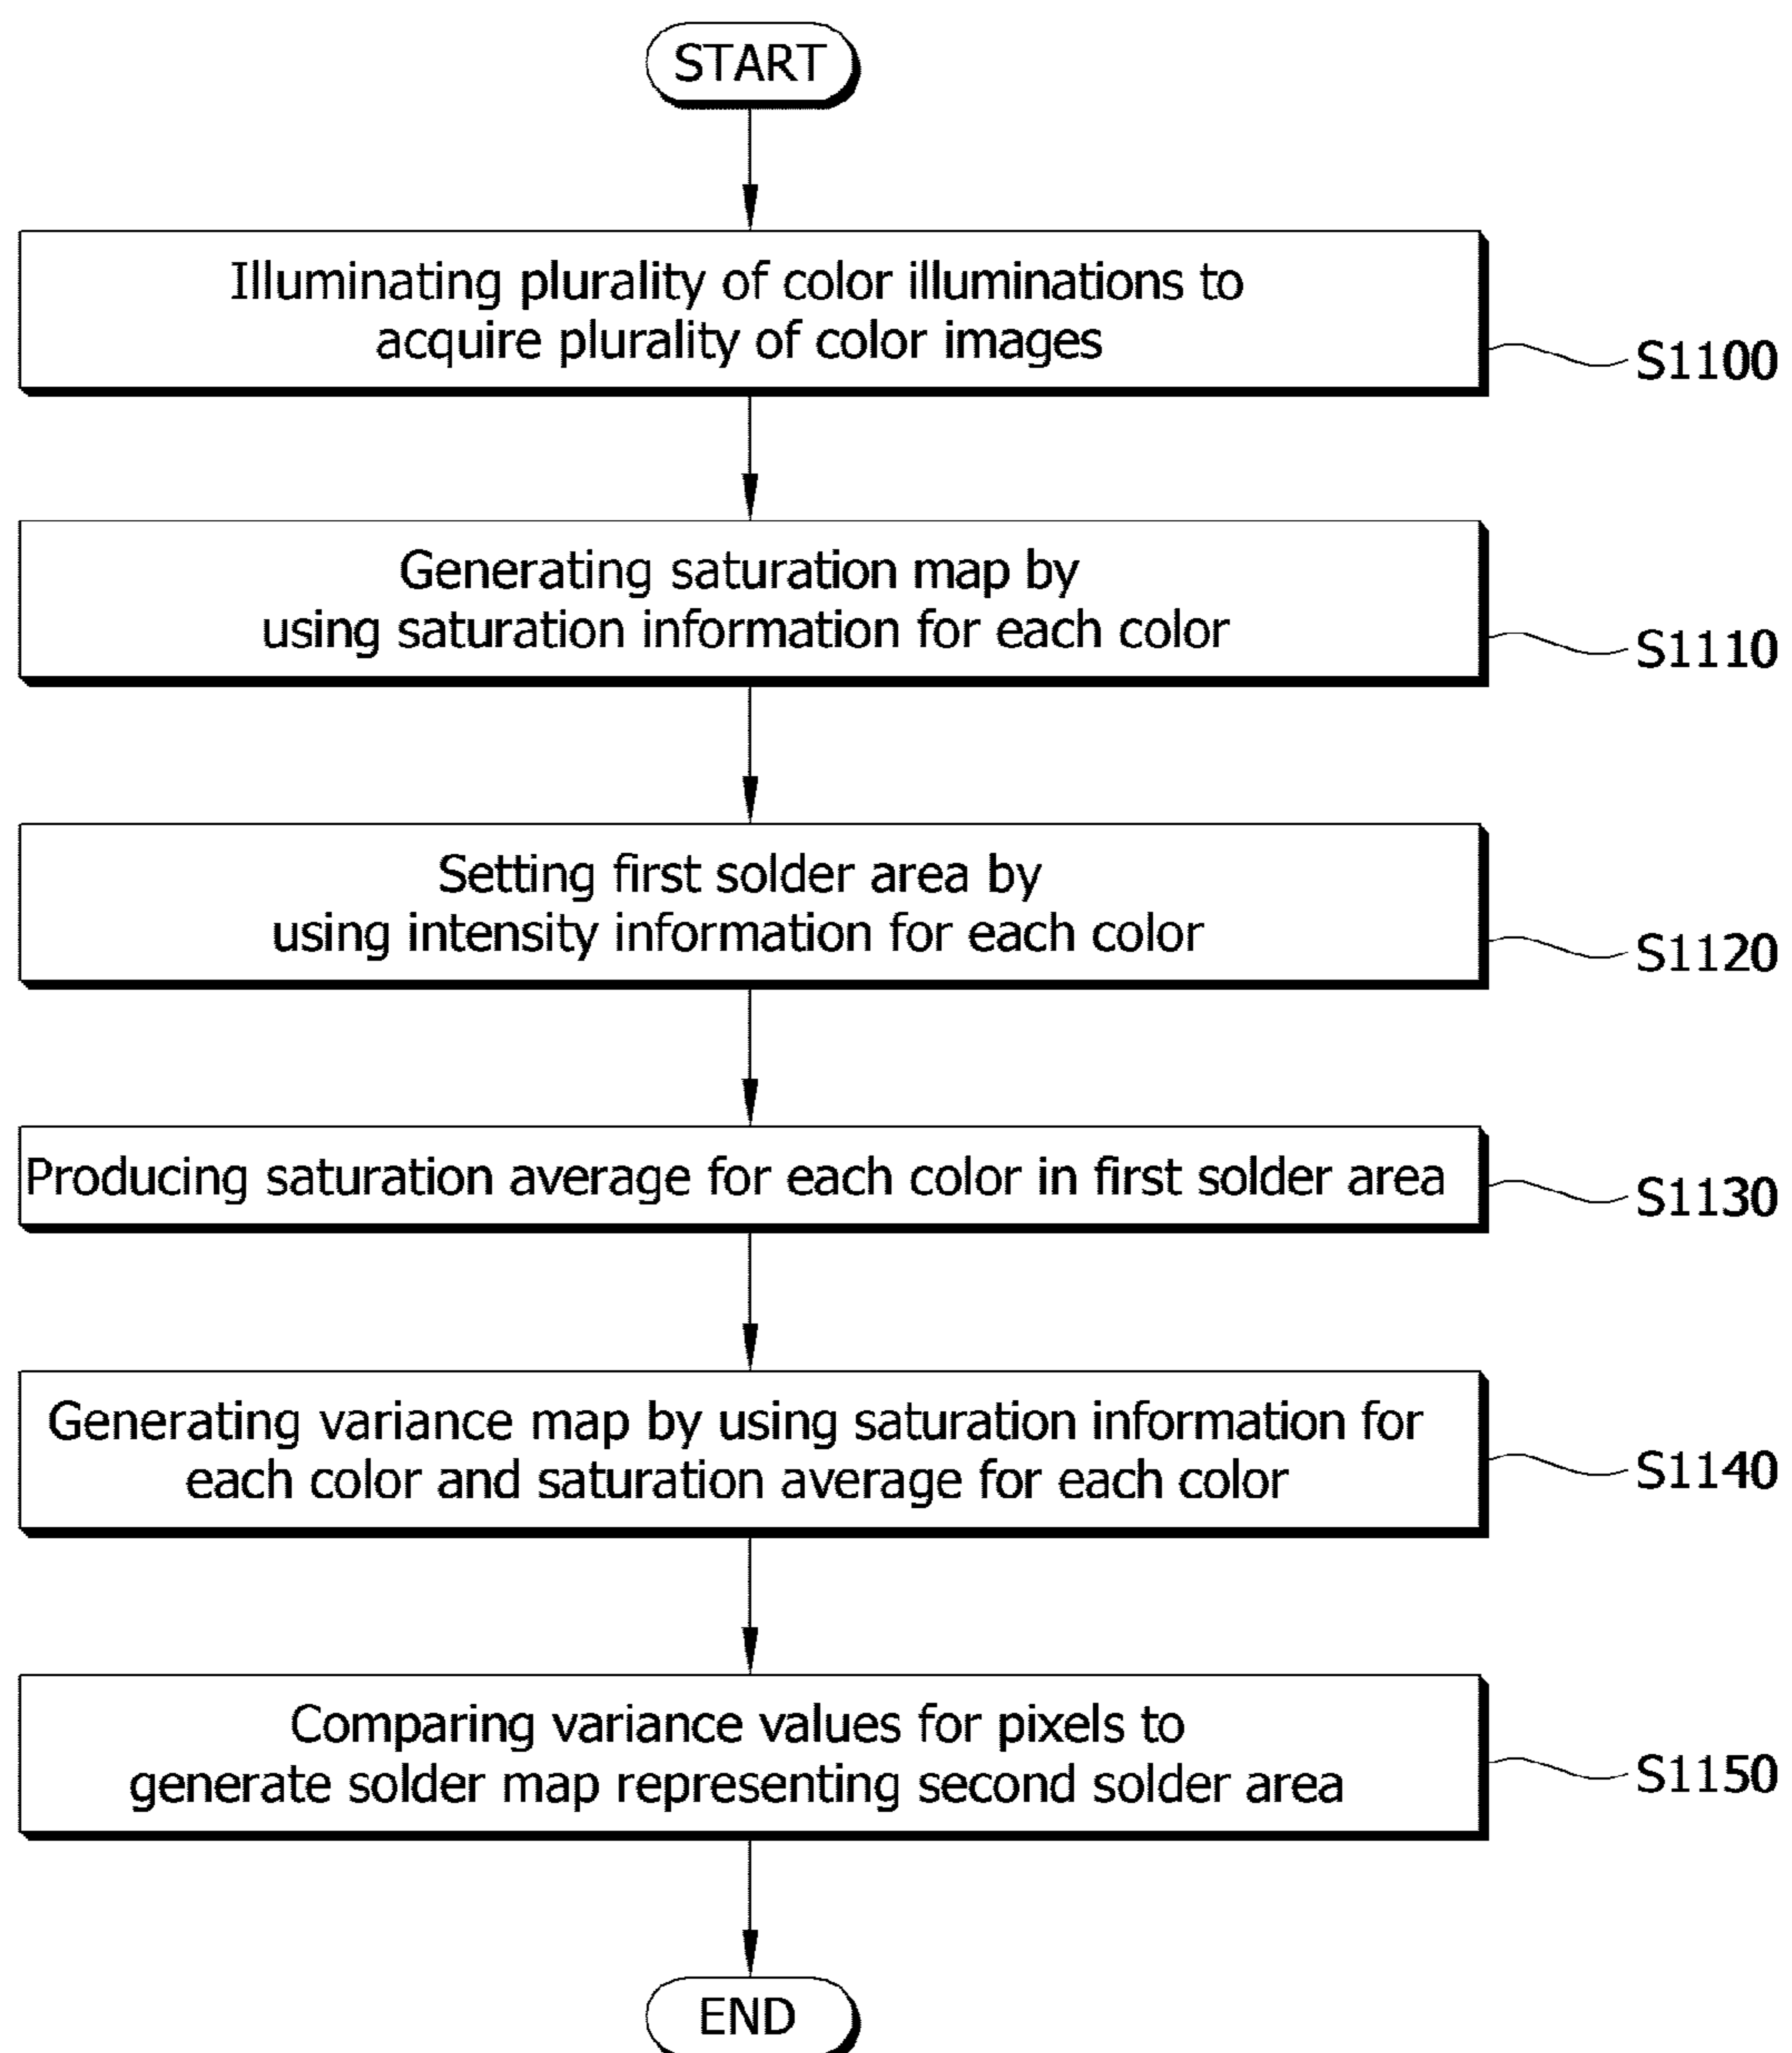 START
Illuminating plurality of color illuminations to
acquire plurality of color images
S1100
Generating saturation map by
using saturation information for each color
S1110
Setting first solder area by
using intensity information for each color
S1120
Producing saturation average for each color in first solder area
S1130
Generating variance map by using saturation information for
each color and saturation average for each color
S1140
Comparing variance values for pixels to
generate solder map representing second solder area
S1150
END